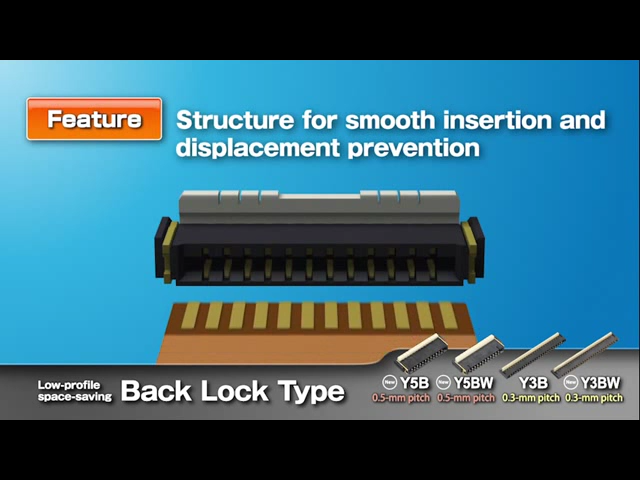 Feature
Structure for smooth insertion and
displacement prevention
Low-profile
space-saving
Back Lock Type
New Y5B
0.5-mm pitch
New Y5BW
0.5-mm pitch
Y3B
0.3-mm pitch
New Y3BW
0.3-mm pitch